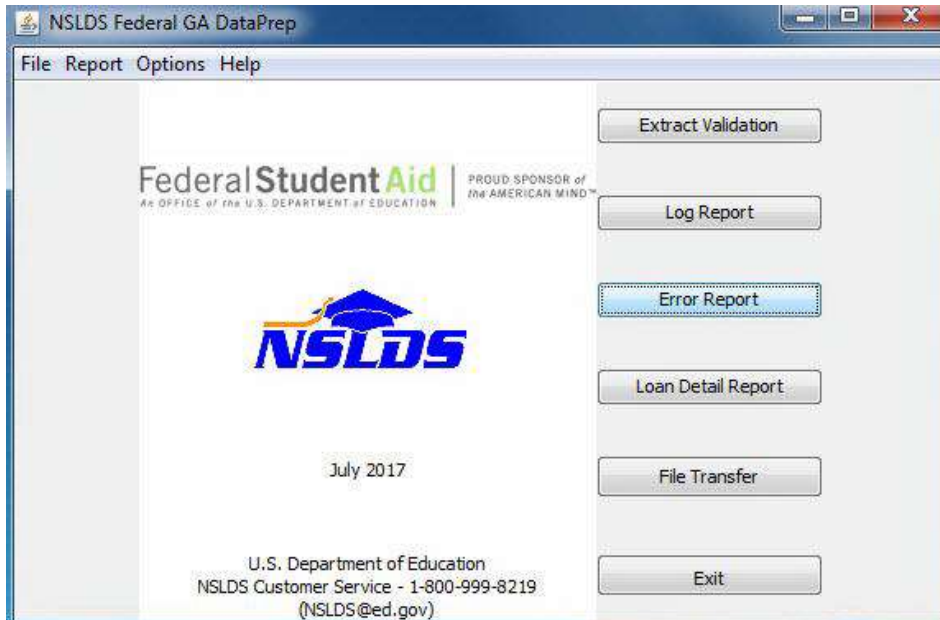 NSLDS Federal GA DataPrep
File Report Options Help
Extract Validation
Federal Student Aid
An OFFICE of the U.S. DEPARTMENT of EDUCATION
PROUD SPONSOR of
the AMERICAN MIND™
Log Report
Error Report
NSLDS
Loan Detail Report
July 2017
File Transfer
U.S. Department of Education
NSLDS Customer Service - 1-800-999-8219
(NSLDS@ed.gov)
Exit